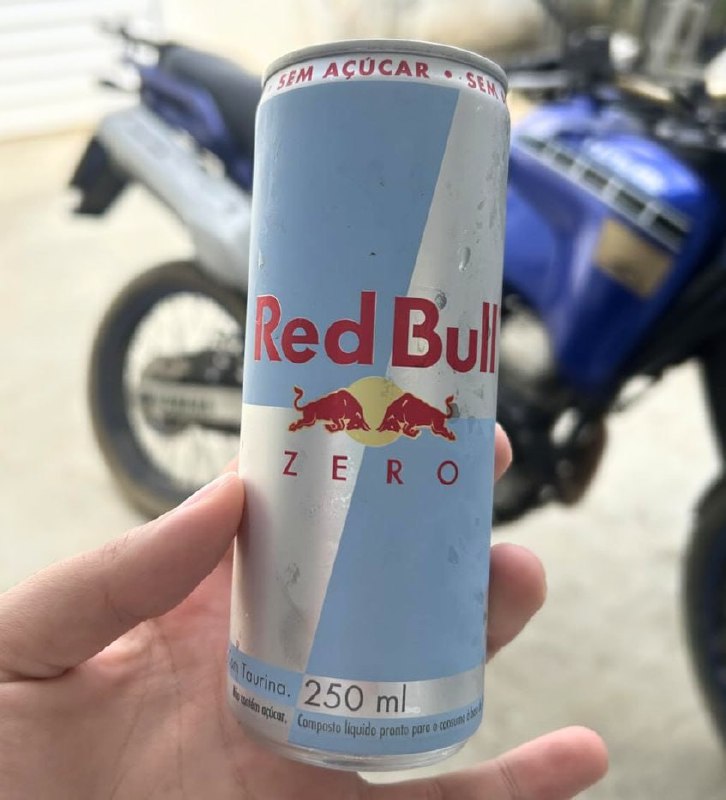 SEM AÇÚCAR • SEM
Red Bull
ZERO
Taurina. 250 ml
Não contém açúcar. Composto líquido pronto para o consumo à